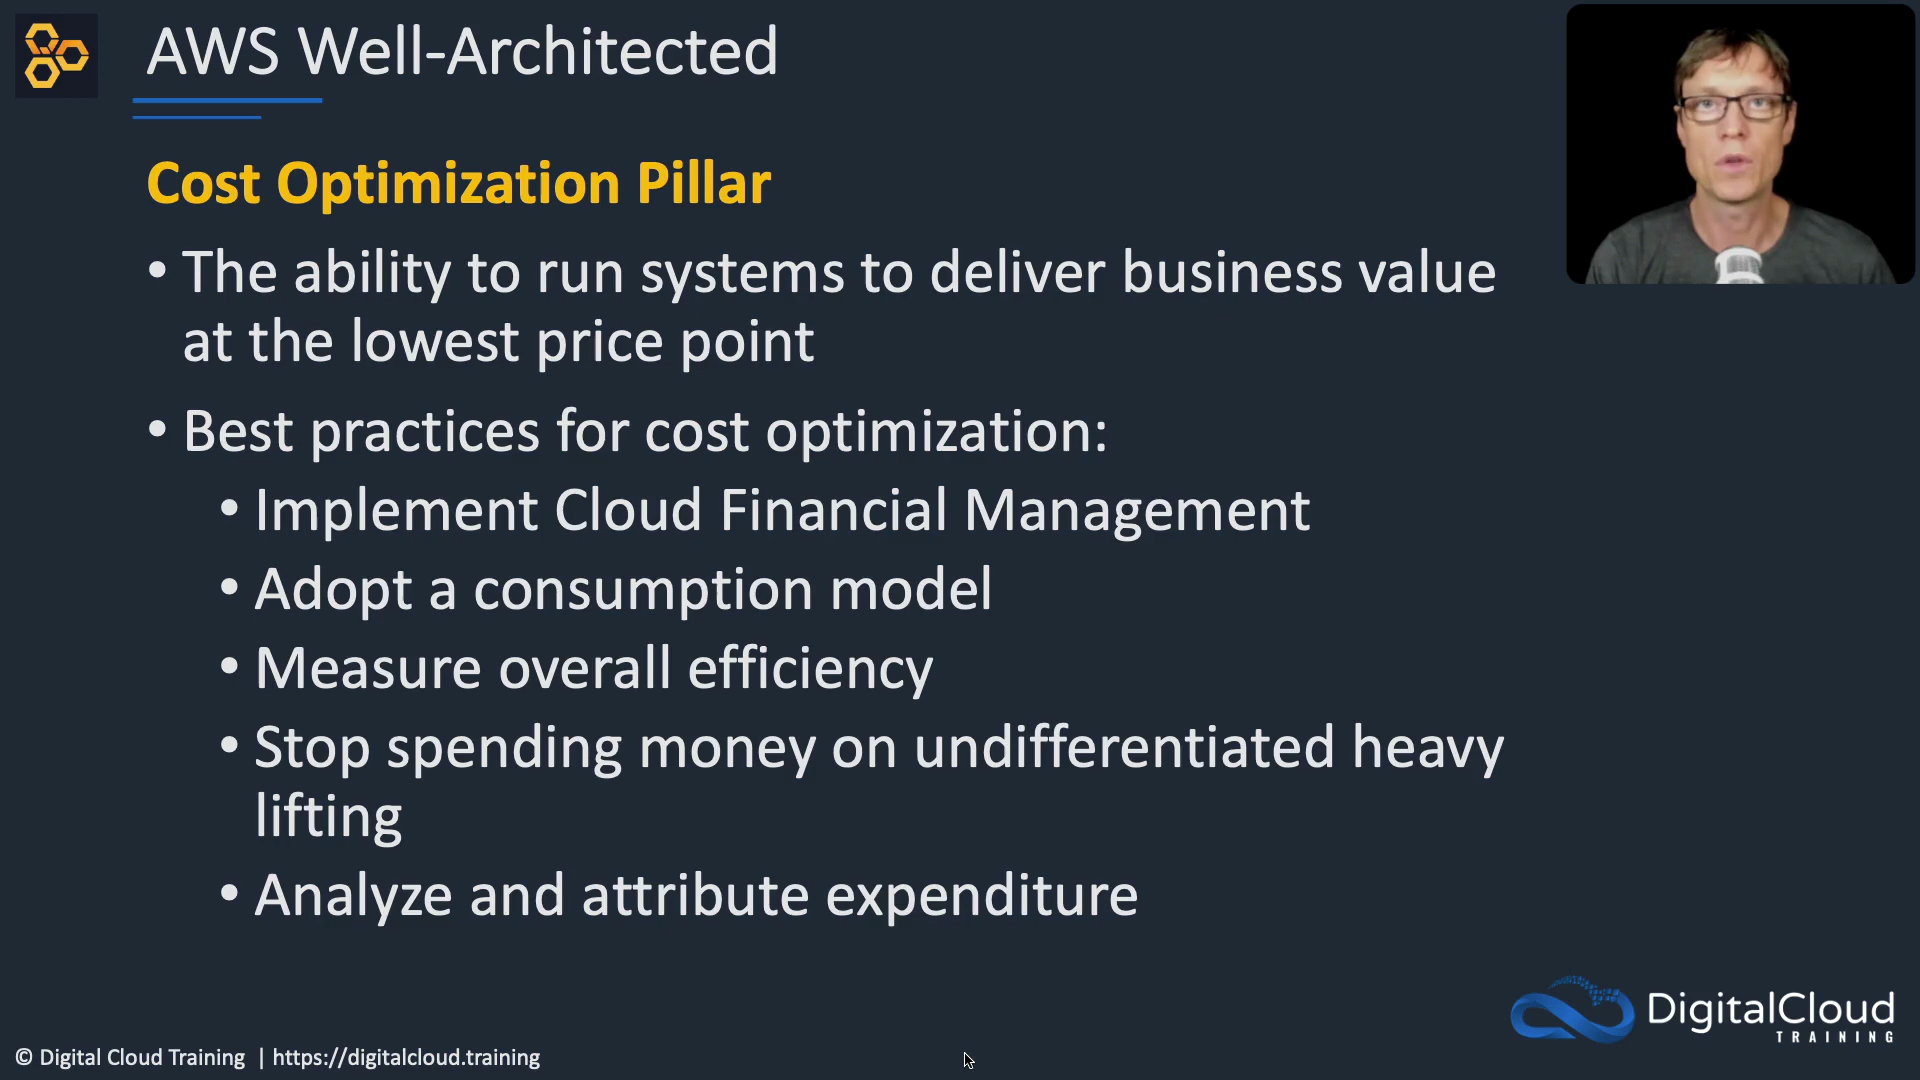 AWS Well-Architected
Cost Optimization Pillar
• The ability to run systems to deliver business value
at the lowest price point
• Best practices for cost optimization:
• Implement Cloud Financial Management
• Adopt a consumption model
• Measure overall efficiency
• Stop spending money on undifferentiated heavy
lifting
• Analyze and attribute expenditure
DigitalCloud
TRAINING
© Digital Cloud Training | https://digitalcloud.training